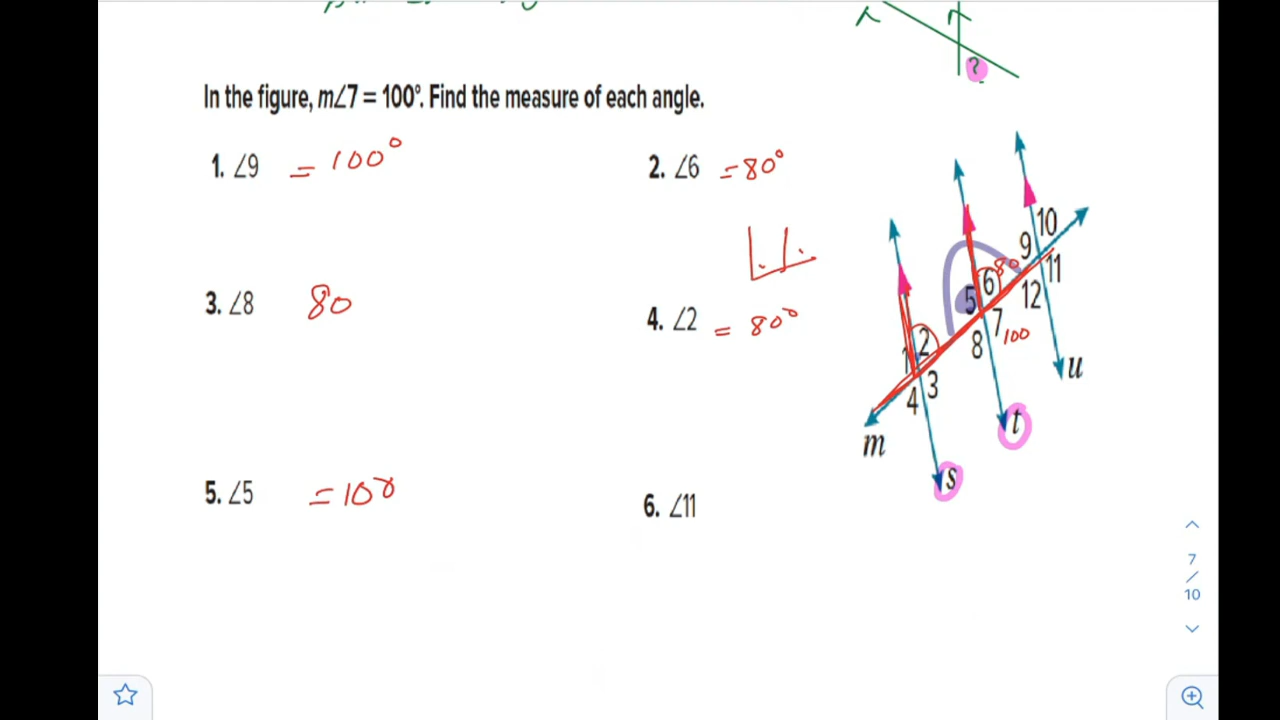 ?
In the figure, m∠7 = 100°. Find the measure of each angle.
1. ∠9 = 100°
2. ∠6 = 80°
3. ∠8 80
4. ∠2 = 80°
5. ∠5 = 100
6. ∠11
10
9
80
11
6
5
12
7
100
8
2
1
3
4
u
t
m
s
7
/
10